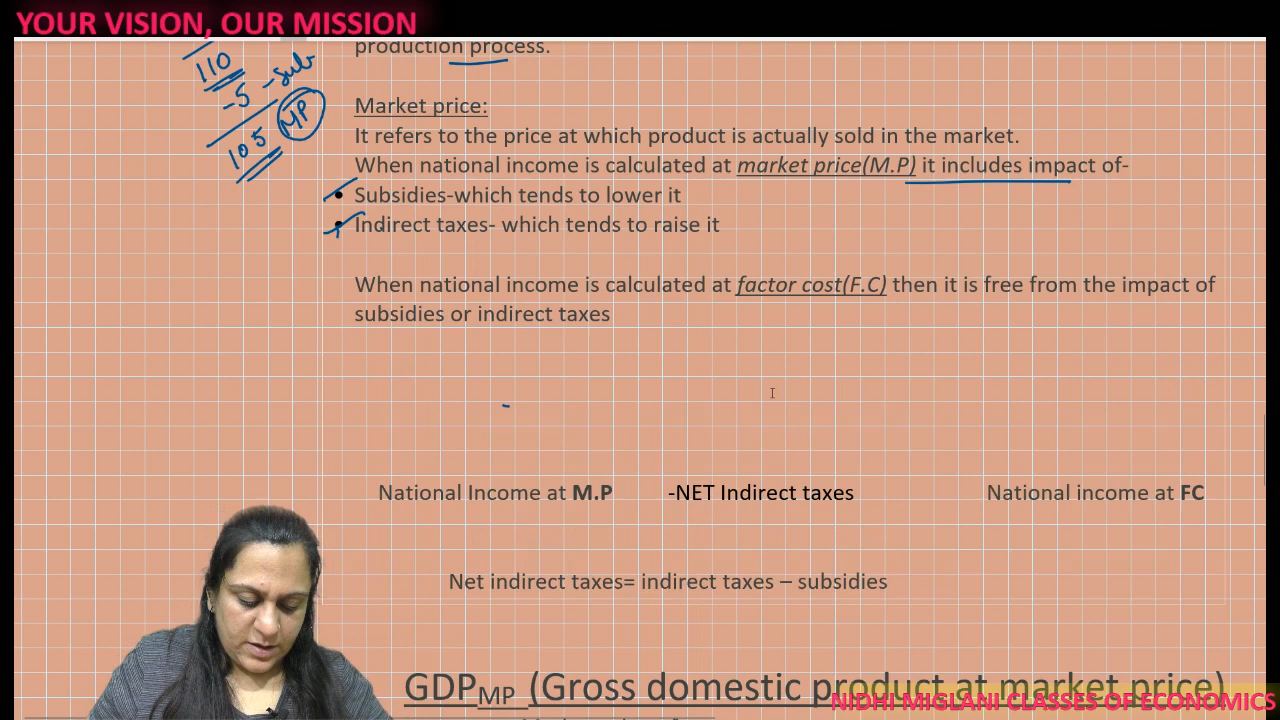 YOUR VISION, OUR MISSION
production process.
110
-5 -Sub
105 MP
Market price:
It refers to the price at which product is actually sold in the market.
When national income is calculated at market price(M.P) it includes impact of-
• Subsidies-which tends to lower it
• Indirect taxes- which tends to raise it
When national income is calculated at factor cost(F.C) then it is free from the impact of
subsidies or indirect taxes
National Income at M.P -NET Indirect taxes National income at FC
Net indirect taxes= indirect taxes – subsidies
GDPMP (Gross domestic product at market price)
NIDHI MIGLANI CLASSES OF ECONOMICS